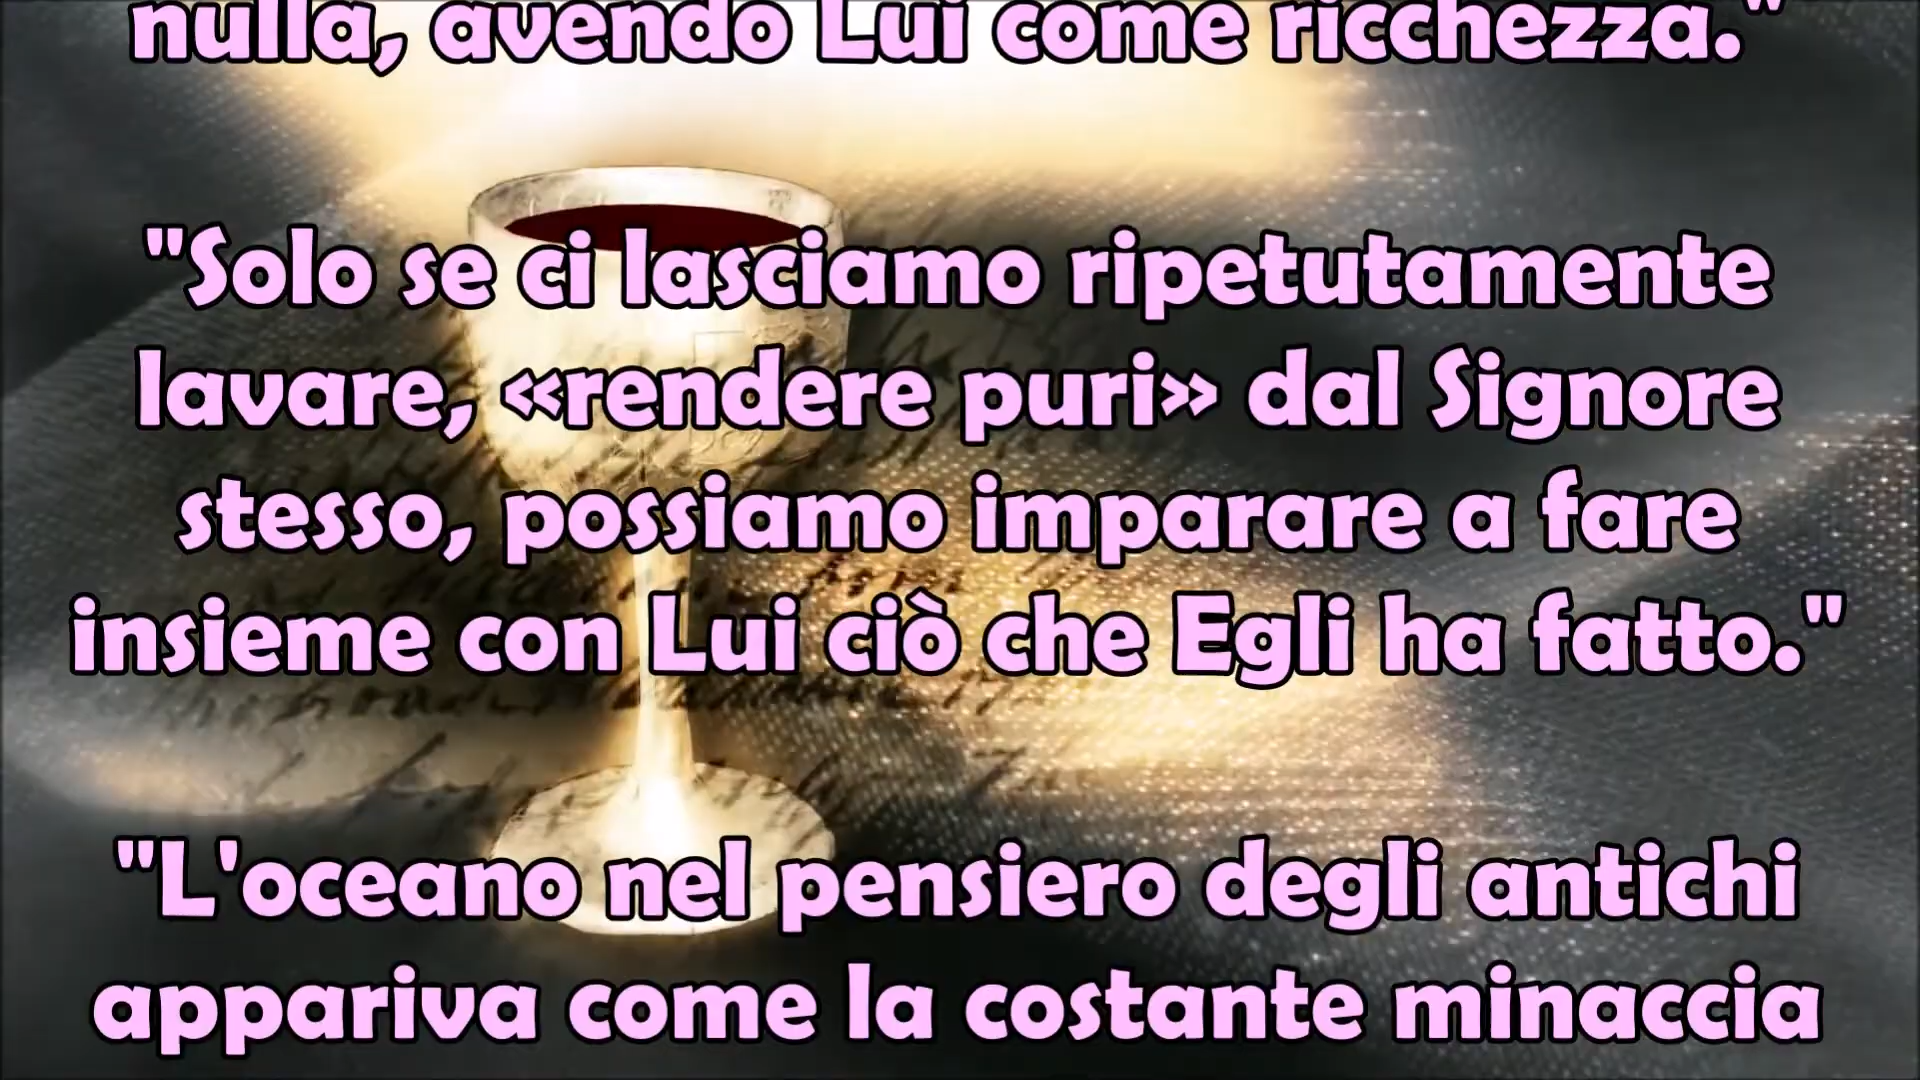 nulla, avendo Lui come ricchezza."
"Solo se ci lasciamo ripetutamente
lavare, «rendere puri» dal Signore
stesso, possiamo imparare a fare
insieme con Lui ciò che Egli ha fatto."
"L'oceano nel pensiero degli antichi
appariva come la costante minaccia